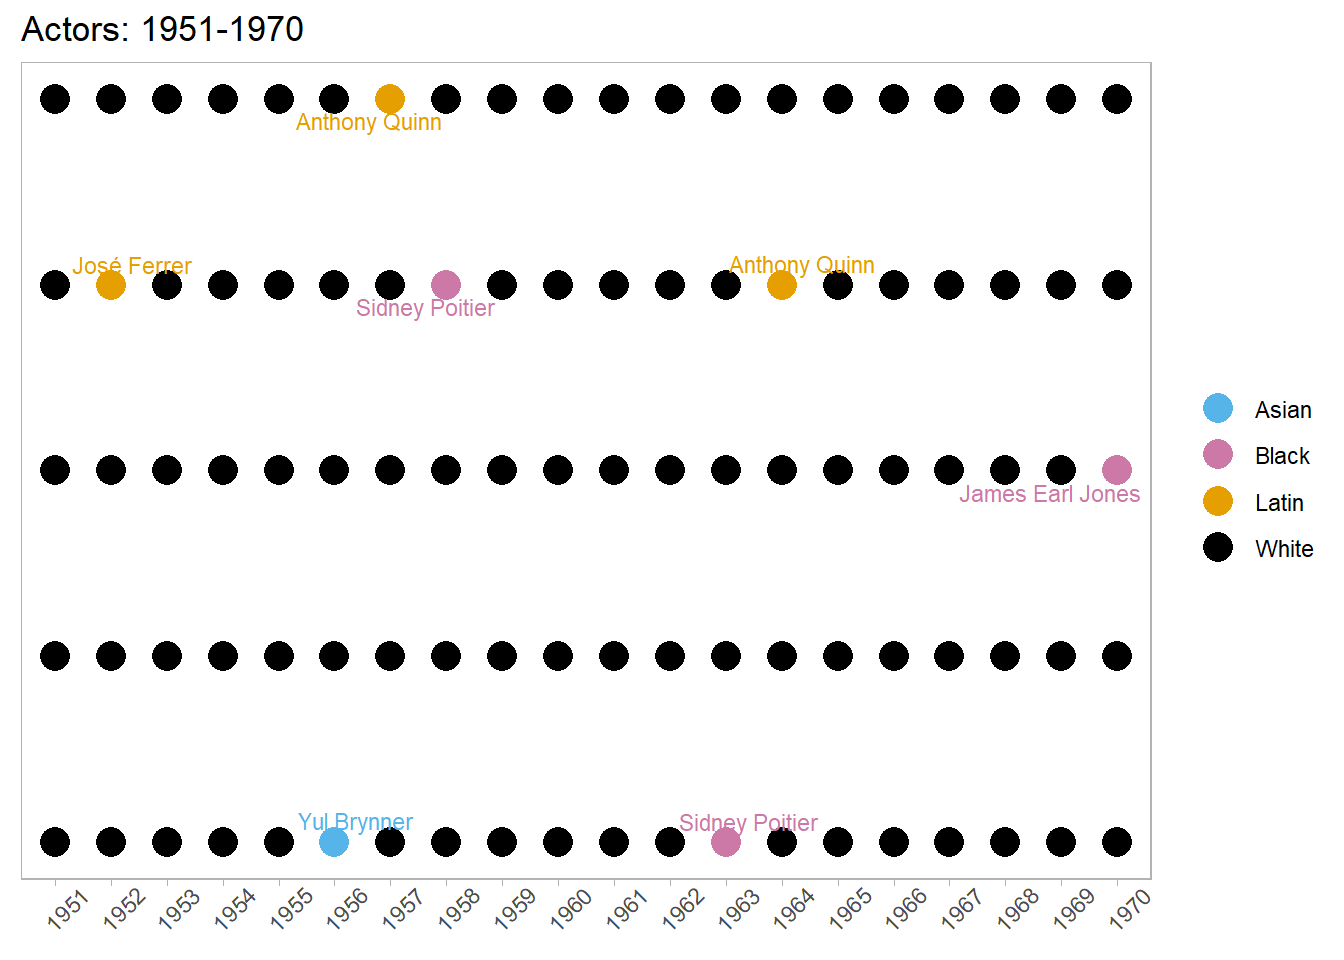 Actors: 1951-1970
Anthony Quinn
José Ferrer
Anthony Quinn
Sidney Poitier
James Earl Jones
Yul Brynner
Sidney Poitier
Asian
Black
Latin
White
1951 1952 1953 1954 1955 1956 1957 1958 1959 1960 1961 1962 1963 1964 1965 1966 1967 1968 1969 1970